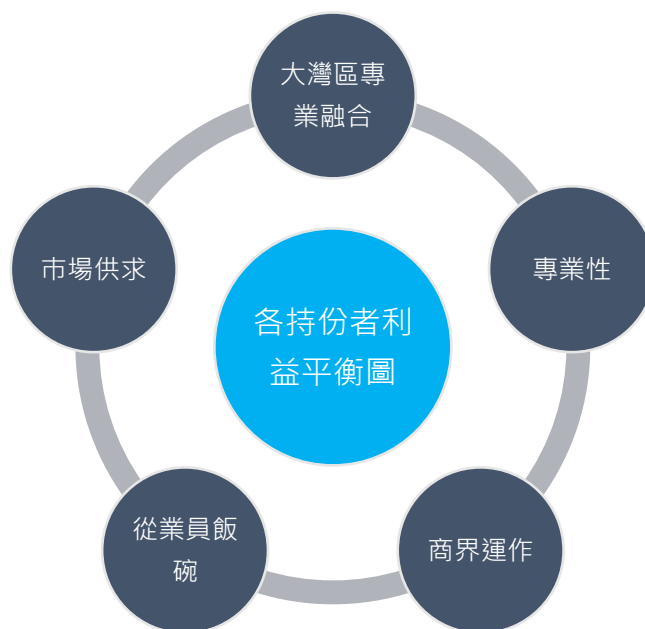 大灣區專
業融合
市場供求
專業性
各持份者利
益平衡圖
從業員飯
碗
商界運作